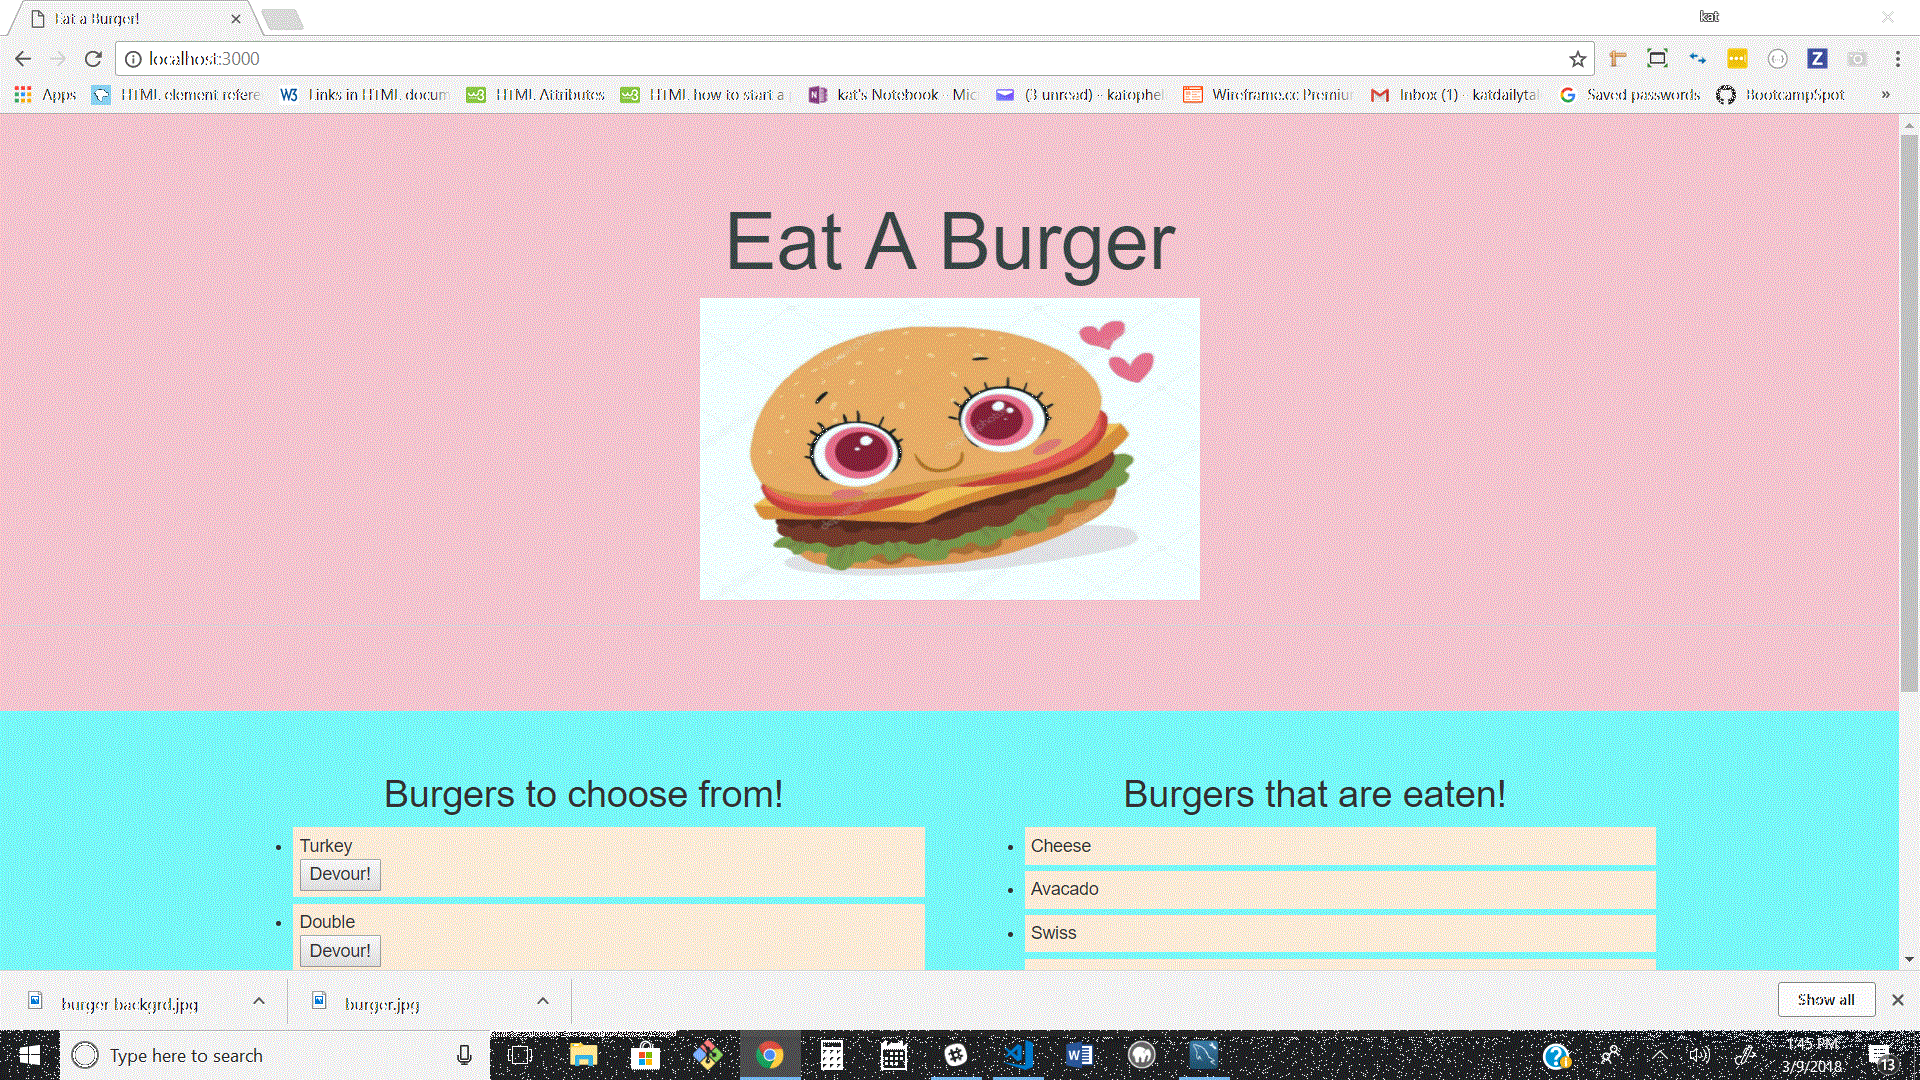 Eat a Burger!
kat
localhost:3000
Apps
HTML element refere
W3 Links in HTML docum
w3 HTML Attributes
w3 HTML how to start a
N kat's Notebook - Mic
(3 unread) - katophel
Wireframe.cc Premiu
Inbox (1) - katdailytal
Saved passwords
BootcampSpot
»
Eat A Burger
Burgers to choose from!
Turkey
Devour!
Double
Devour!
Burgers that are eaten!
Cheese
Avacado
Swiss
burger backgrd.jpg
burger.jpg
Show all
Type here to search
1:45 PM
3/9/2018
13